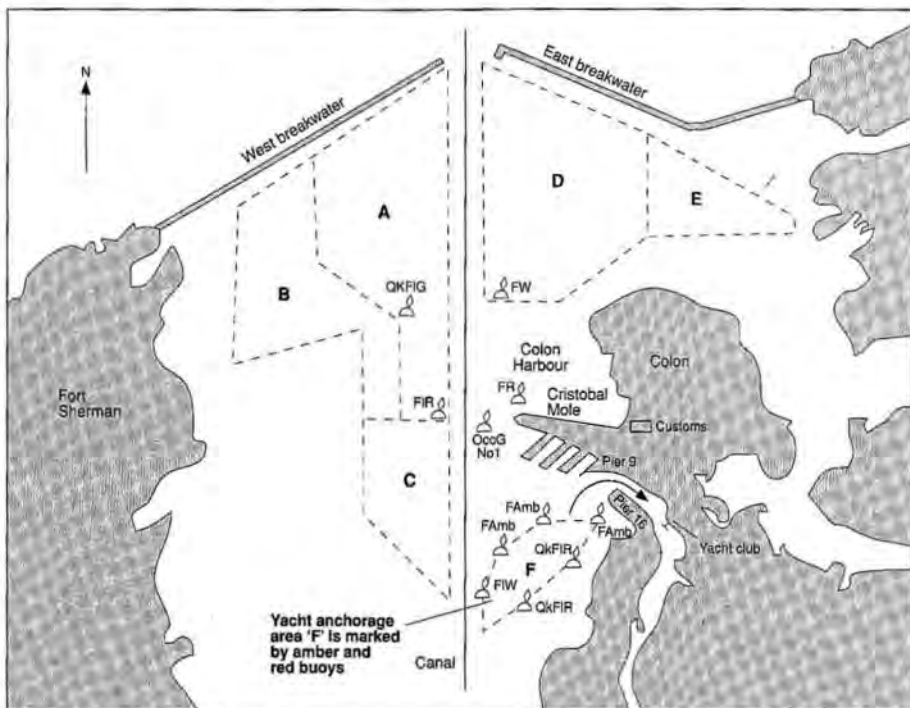 N
West breakwater
East breakwater
A
D
E
B
QKFlG
FW
Colon
Harbour
Colon
Fort
Sherman
FR
Cristobal
Mole
FlR
Customs
OccG
No1
Pier 9
C
FAmb
Pier 16
FAmb
FAmb
QkFlR
Yacht club
F
FlW
QkFlR
Yacht anchorage
area 'F' Is marked
by amber and
red buoys
Canal